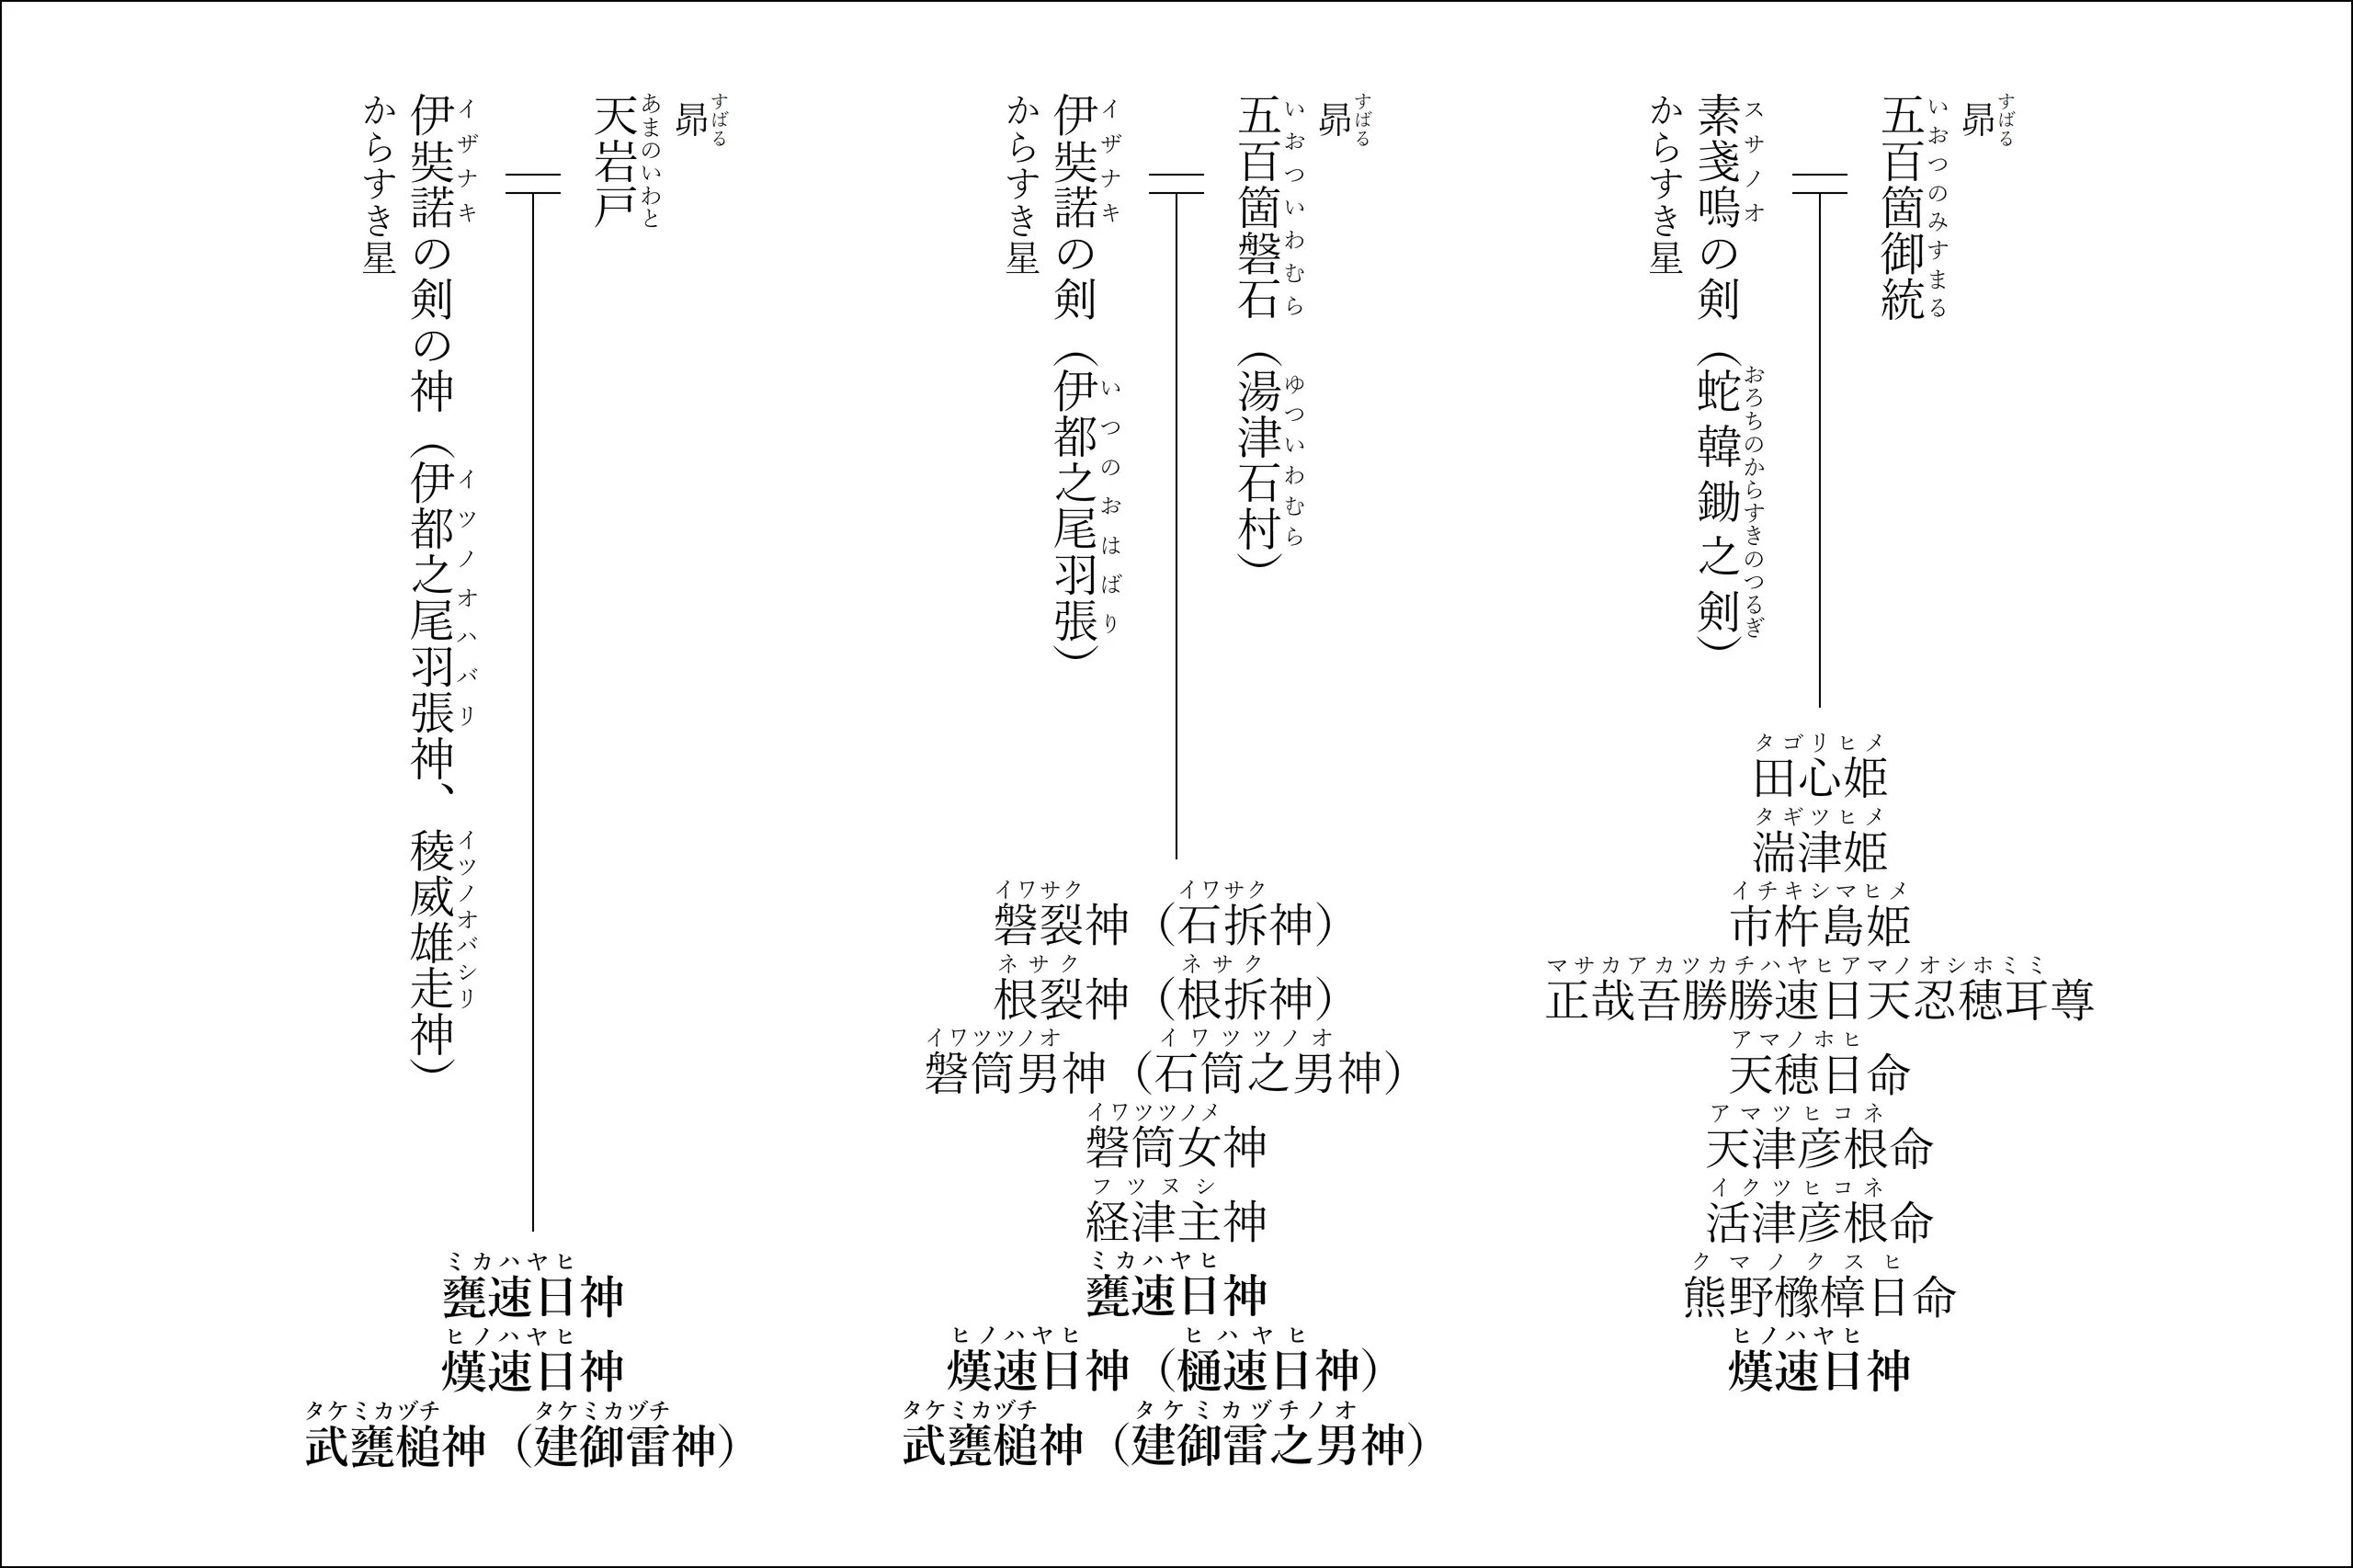 昴
すばる
五百箇御統
いおつのみすまる
素戔嗚の剣（蛇韓鋤之剣）
スサノオ
おろちのからすきのつるぎ
からすき星
タゴリヒメ
田心姫
タギツヒメ
湍津姫
イチキシマヒメ
市杵島姫
マサカアカツカチハヤヒアマノオシホミミ
正哉吾勝勝速日天忍穂耳尊
アマノホヒ
天穂日命
アマツヒコネ
天津彦根命
イクツヒコネ
活津彦根命
クマノクスヒ
熊野櫲樟日命
ヒノハヤヒ
熯速日神
昴
すばる
五百箇磐石（湯津石村）
いおついわむら
ゆついわむら
伊奘諾の剣（伊都之尾羽張）
イザナキ
いつのおはばり
からすき星
イワサク イワサク
磐裂神（石拆神）
ネサク ネサク
根裂神（根拆神）
イワツツノオ イワツツノオ
磐筒男神（石筒之男神）
イワツツノメ
磐筒女神
フツヌシ
経津主神
ミカハヤヒ
甕速日神
ヒノハヤヒ ヒハヤヒ
熯速日神（樋速日神）
タケミカヅチ タケミカヅチノオ
武甕槌神（建御雷之男神）
昴
すばる
天岩戸
あまのいわと
伊奘諾の剣の神（伊都之尾羽張神、稜威雄走神）
イザナキ
イツノオハバリ
イツノオバシリ
からすき星
ミカハヤヒ
甕速日神
ヒノハヤヒ
熯速日神
タケミカヅチ タケミカヅチ
武甕槌神（建御雷神）